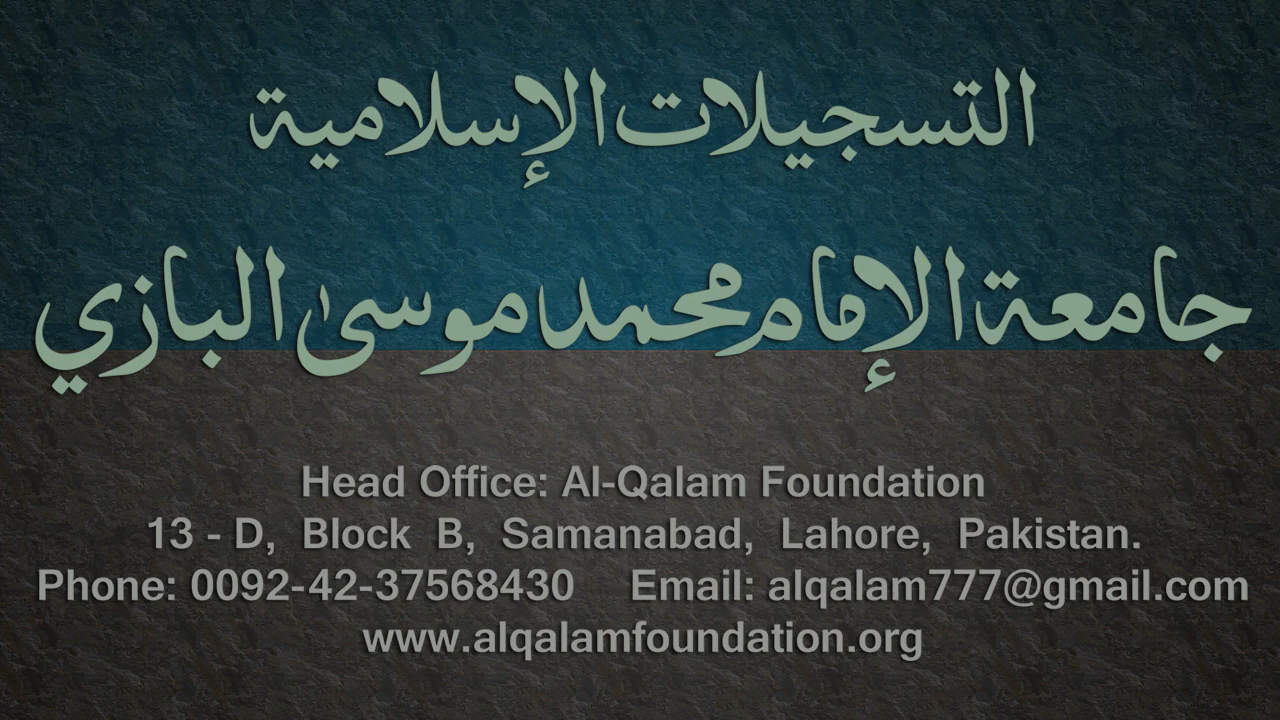 التسجيلات الإسلامية
جامعة الإمام محمد موسىٰ البازي
Head Office: Al-Qalam Foundation
13 - D, Block B, Samanabad, Lahore, Pakistan.
Phone: 0092-42-37568430 Email: alqalam777@gmail.com
www.alqalamfoundation.org